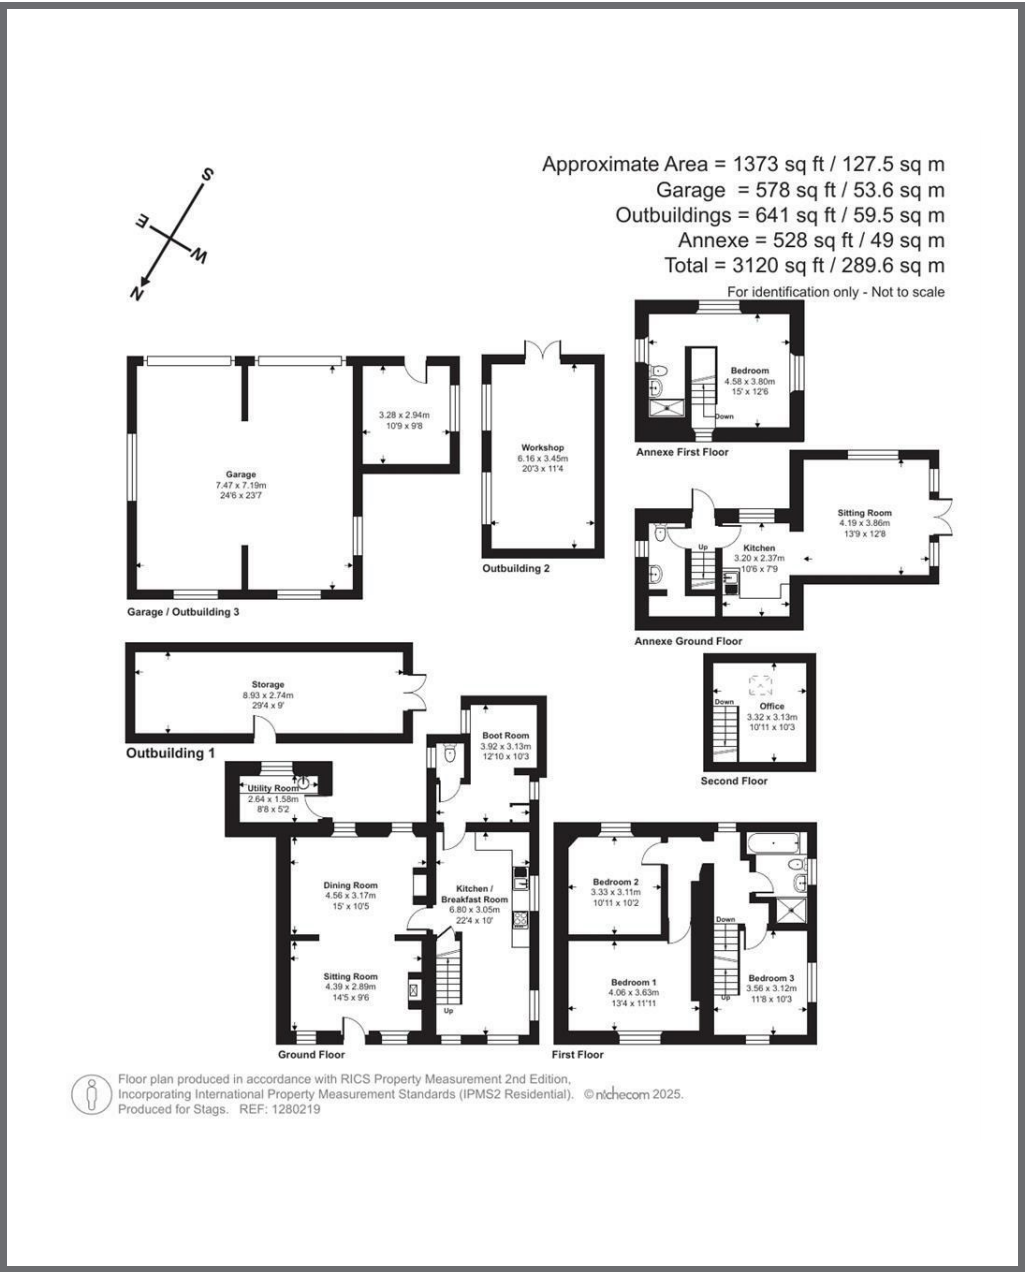 Approximate Area = 1373 sq ft / 127.5 sq m
Garage = 578 sq ft / 53.6 sq m
Outbuildings = 641 sq ft / 59.5 sq m
Annexe = 528 sq ft / 49 sq m
Total = 3120 sq ft / 289.6 sq m
For identification only - Not to scale
S
E
W
N
Bedroom
4.58 x 3.80m
15' x 12'6
Down
Annexe First Floor
3.28 x 2.94m
10'9 x 9'8
Garage
7.47 x 7.19m
24'6 x 23'7
Garage / Outbuilding 3
Workshop
6.16 x 3.45m
20'3 x 11'4
Outbuilding 2
Sitting Room
4.19 x 3.86m
13'9 x 12'8
Up
Kitchen
3.20 x 2.37m
10'6 x 7'9
Annexe Ground Floor
Storage
8.93 x 2.74m
29'4 x 9'
Outbuilding 1
Down
Office
3.32 x 3.13m
10'11 x 10'3
Second Floor
Boot Room
3.92 x 3.13m
12'10 x 10'3
Utility Room
2.64 x 1.58m
8'8 x 5'2
Dining Room
4.56 x 3.17m
15' x 10'5
Kitchen /
Breakfast Room
6.80 x 3.05m
22'4 x 10'
Sitting Room
4.39 x 2.89m
14'5 x 9'6
Up
Ground Floor
Bedroom 2
3.33 x 3.11m
10'11 x 10'2
Down
Bedroom 1
4.06 x 3.63m
13'4 x 11'11
Bedroom 3
3.56 x 3.12m
11'8 x 10'3
Up
First Floor
Floor plan produced in accordance with RICS Property Measurement 2nd Edition,
Incorporating International Property Measurement Standards (IPMS2 Residential). © nichecom 2025.
Produced for Stags. REF: 1280219